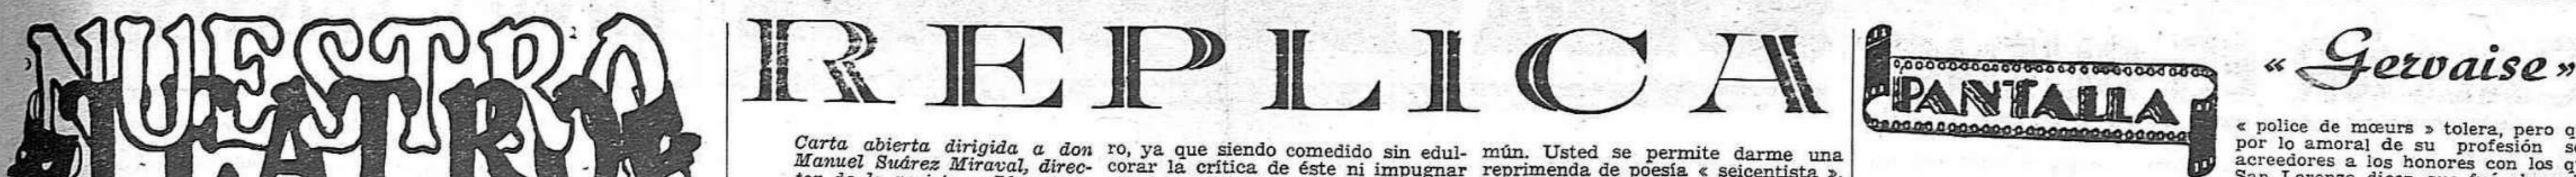 NUESTRO
TEATRO
REPLICA
Carta abierta dirigida a don
Manuel Suárez Miraval, direc-
ro, ya que siendo comedido sin edul-
corar la crítica de éste ni impugnar
mún. Usted se permite darme una
reprimenda de poesía « seicentista ».
PANTALLA
« Gervaise »
« police de mœurs » tolera, pero q
por lo amoral de su profesión s
acreedores a los honores con los q